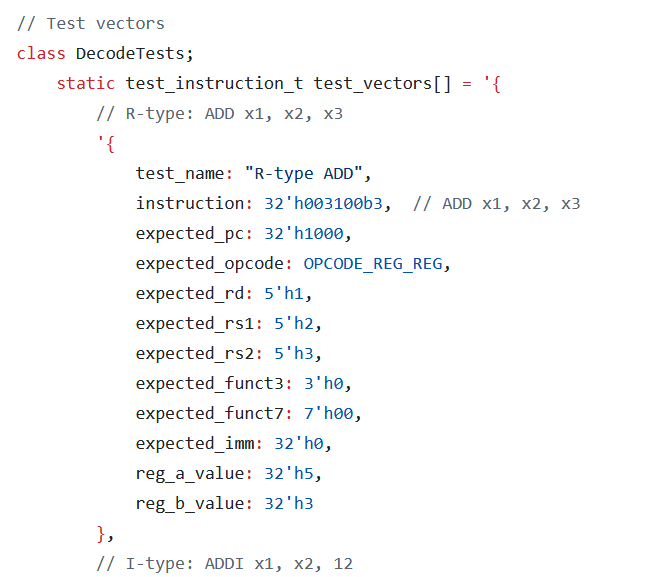 // Test vectors
class DecodeTests;
    static test_instruction_t test_vectors[] = '{
        // R-type: ADD x1, x2, x3
        '{
            test_name: "R-type ADD",
            instruction: 32'h003100b3,  // ADD x1, x2, x3
            expected_pc: 32'h1000,
            expected_opcode: OPCODE_REG_REG,
            expected_rd: 5'h1,
            expected_rs1: 5'h2,
            expected_rs2: 5'h3,
            expected_funct3: 3'h0,
            expected_funct7: 7'h00,
            expected_imm: 32'h0,
            reg_a_value: 32'h5,
            reg_b_value: 32'h3
        },
        // I-type: ADDI x1, x2, 12